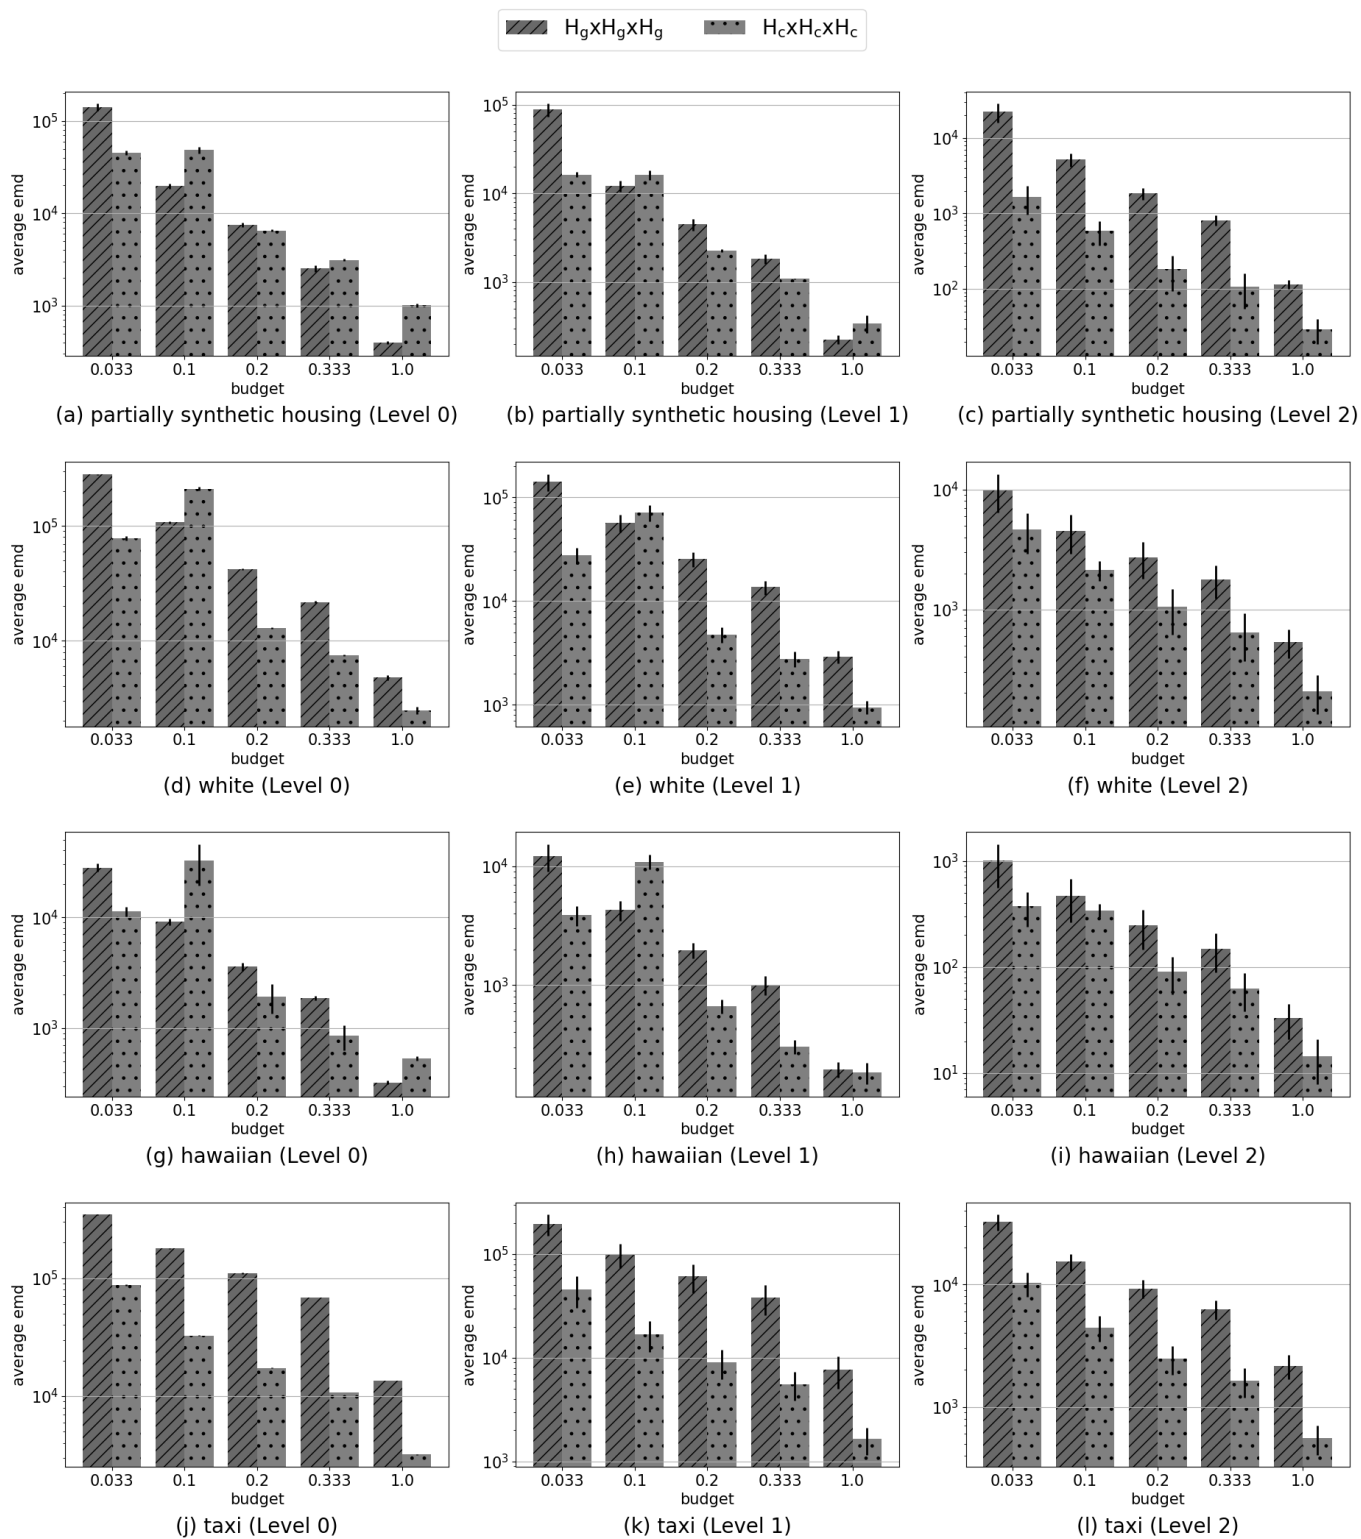 HgxHgxHg HcxHcxHc
average emd
10^5
10^4
10^3
0.033 0.1 0.2 0.333 1.0
budget
(a) partially synthetic housing (Level 0)
average emd
10^5
10^4
10^3
0.033 0.1 0.2 0.333 1.0
budget
(b) partially synthetic housing (Level 1)
average emd
10^4
10^3
10^2
0.033 0.1 0.2 0.333 1.0
budget
(c) partially synthetic housing (Level 2)
average emd
10^5
10^4
0.033 0.1 0.2 0.333 1.0
budget
(d) white (Level 0)
average emd
10^5
10^4
10^3
0.033 0.1 0.2 0.333 1.0
budget
(e) white (Level 1)
average emd
10^4
10^3
0.033 0.1 0.2 0.333 1.0
budget
(f) white (Level 2)
average emd
10^4
10^3
0.033 0.1 0.2 0.333 1.0
budget
(g) hawaiian (Level 0)
average emd
10^4
10^3
0.033 0.1 0.2 0.333 1.0
budget
(h) hawaiian (Level 1)
average emd
10^3
10^2
10^1
0.033 0.1 0.2 0.333 1.0
budget
(i) hawaiian (Level 2)
average emd
10^5
10^4
0.033 0.1 0.2 0.333 1.0
budget
(j) taxi (Level 0)
average emd
10^5
10^4
10^3
0.033 0.1 0.2 0.333 1.0
budget
(k) taxi (Level 1)
average emd
10^4
10^3
0.033 0.1 0.2 0.333 1.0
budget
(l) taxi (Level 2)